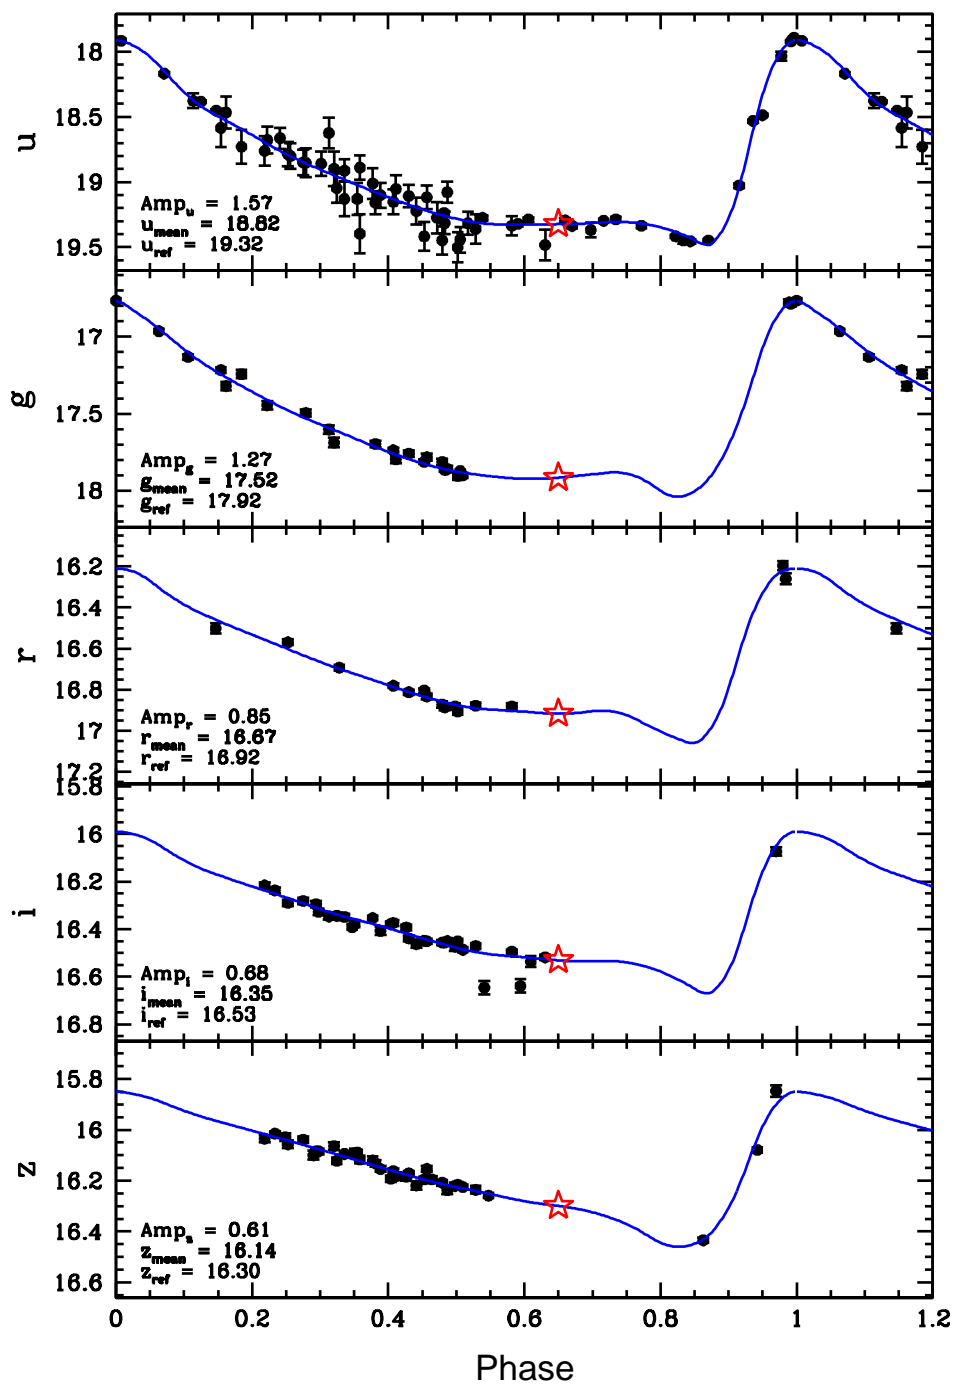 18
18.5
19
19.5
u
Amp_u = 1.57
u_mean = 18.82
u_ref = 19.32
17
17.5
18
g
Amp_g = 1.27
g_mean = 17.52
g_ref = 17.92
16.2
16.4
16.6
16.8
17
17.2
r
Amp_r = 0.85
r_mean = 16.67
r_ref = 16.92
15.8
16
16.2
16.4
16.6
16.8
i
Amp_i = 0.68
i_mean = 16.35
i_ref = 16.53
15.8
16
16.2
16.4
16.6
z
Amp_z = 0.61
z_mean = 16.14
z_ref = 16.30
0 0.2 0.4 0.6 0.8 1 1.2
Phase